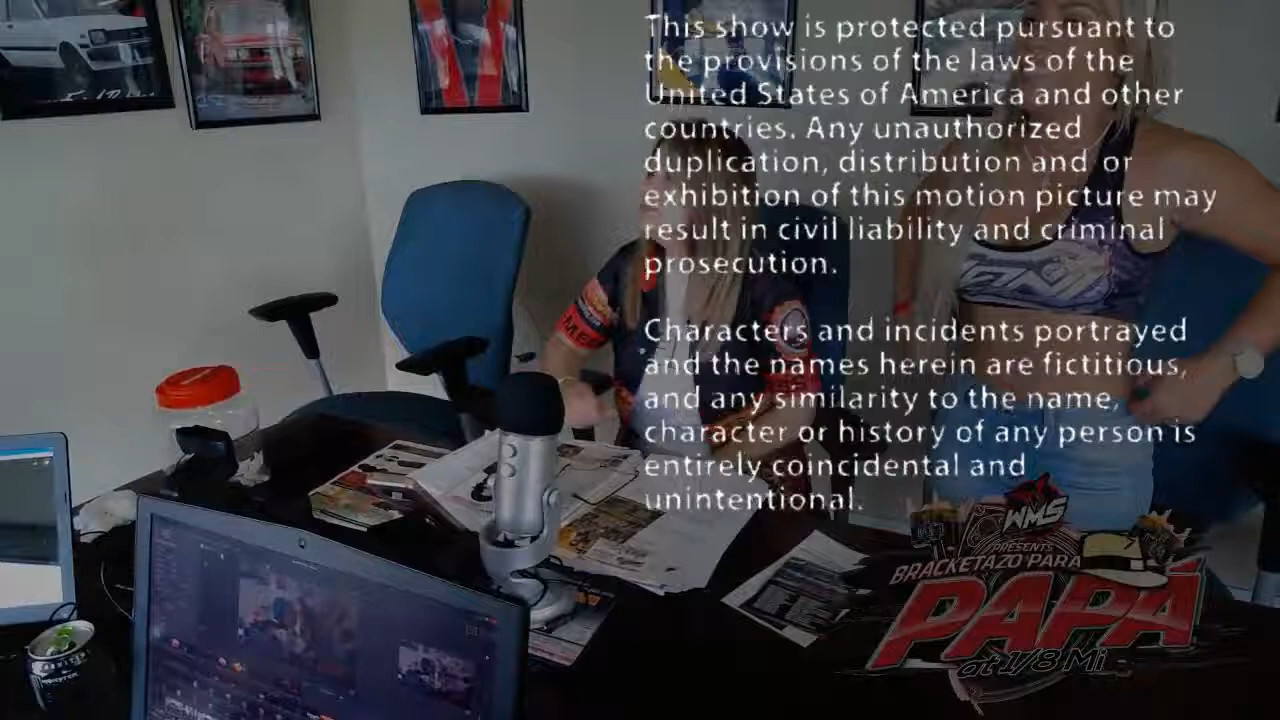 This show is protected pursuant to
the provisions of the laws of the
United States of America and other
countries. Any unauthorized
duplication, distribution and or
exhibition of this motion picture may
result in civil liability and criminal
prosecution.
Characters and incidents portrayed
and the names herein are fictitious,
and any similarity to the name,
character or history of any person is
entirely coincidental and
unintentional.
WMS
PRESENTS
BRACKETAZO PARA
PAPÁ
at 1/8 Mi